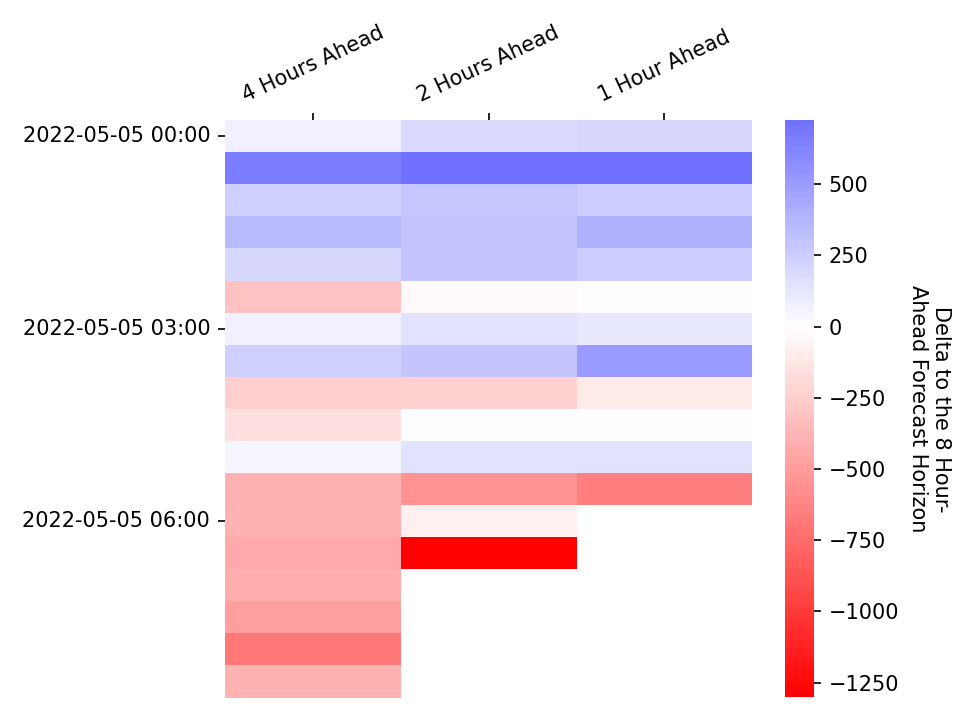 4 Hours Ahead
2 Hours Ahead
1 Hour Ahead
2022-05-05 00:00
2022-05-05 03:00
2022-05-05 06:00
500
250
0
−250
−500
−750
−1000
−1250
Delta to the 8 Hour-
Ahead Forecast Horizon